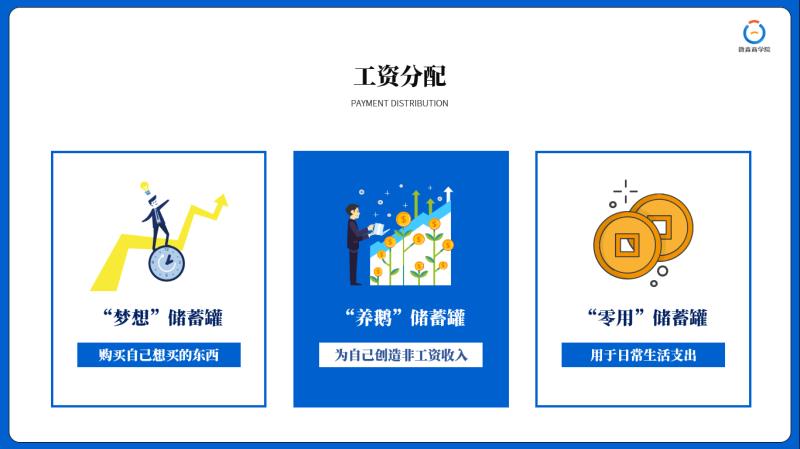 微淼商学院
工资分配
PAYMENT DISTRIBUTION
“梦想”储蓄罐
购买自己想买的东西
“养鹅”储蓄罐
为自己创造非工资收入
“零用”储蓄罐
用于日常生活支出